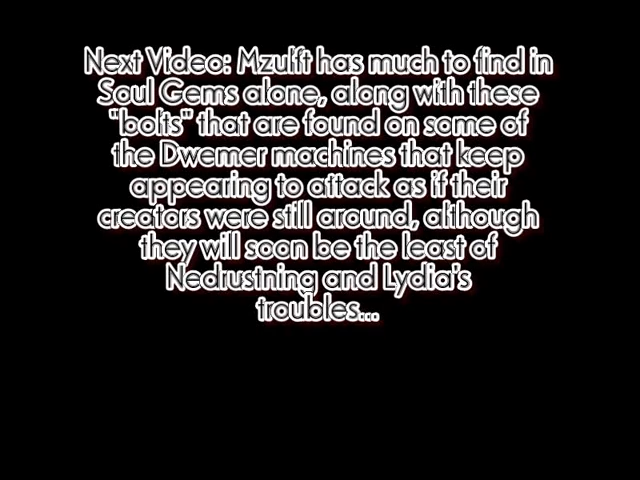 Next Video: Mzulft has much to find in
Soul Gems alone, along with these
"bolts" that are found on some of
the Dwemer machines that keep
appearing to attack as if their
creators were still around, although
they will soon be the least of
Nedrustning and Lydia's
troubles...